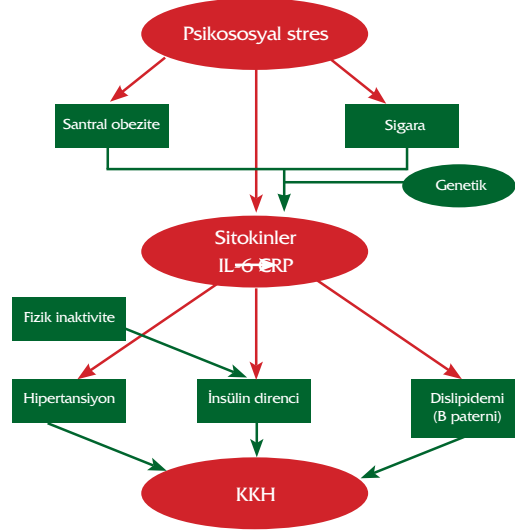 Psikososyal stres
Santral obezite
Sigara
Genetik
Sitokinler
IL-6 CRP
Fizik inaktivite
Hipertansiyon
İnsülin direnci
Dislipidemi
(B paterni)
KKH